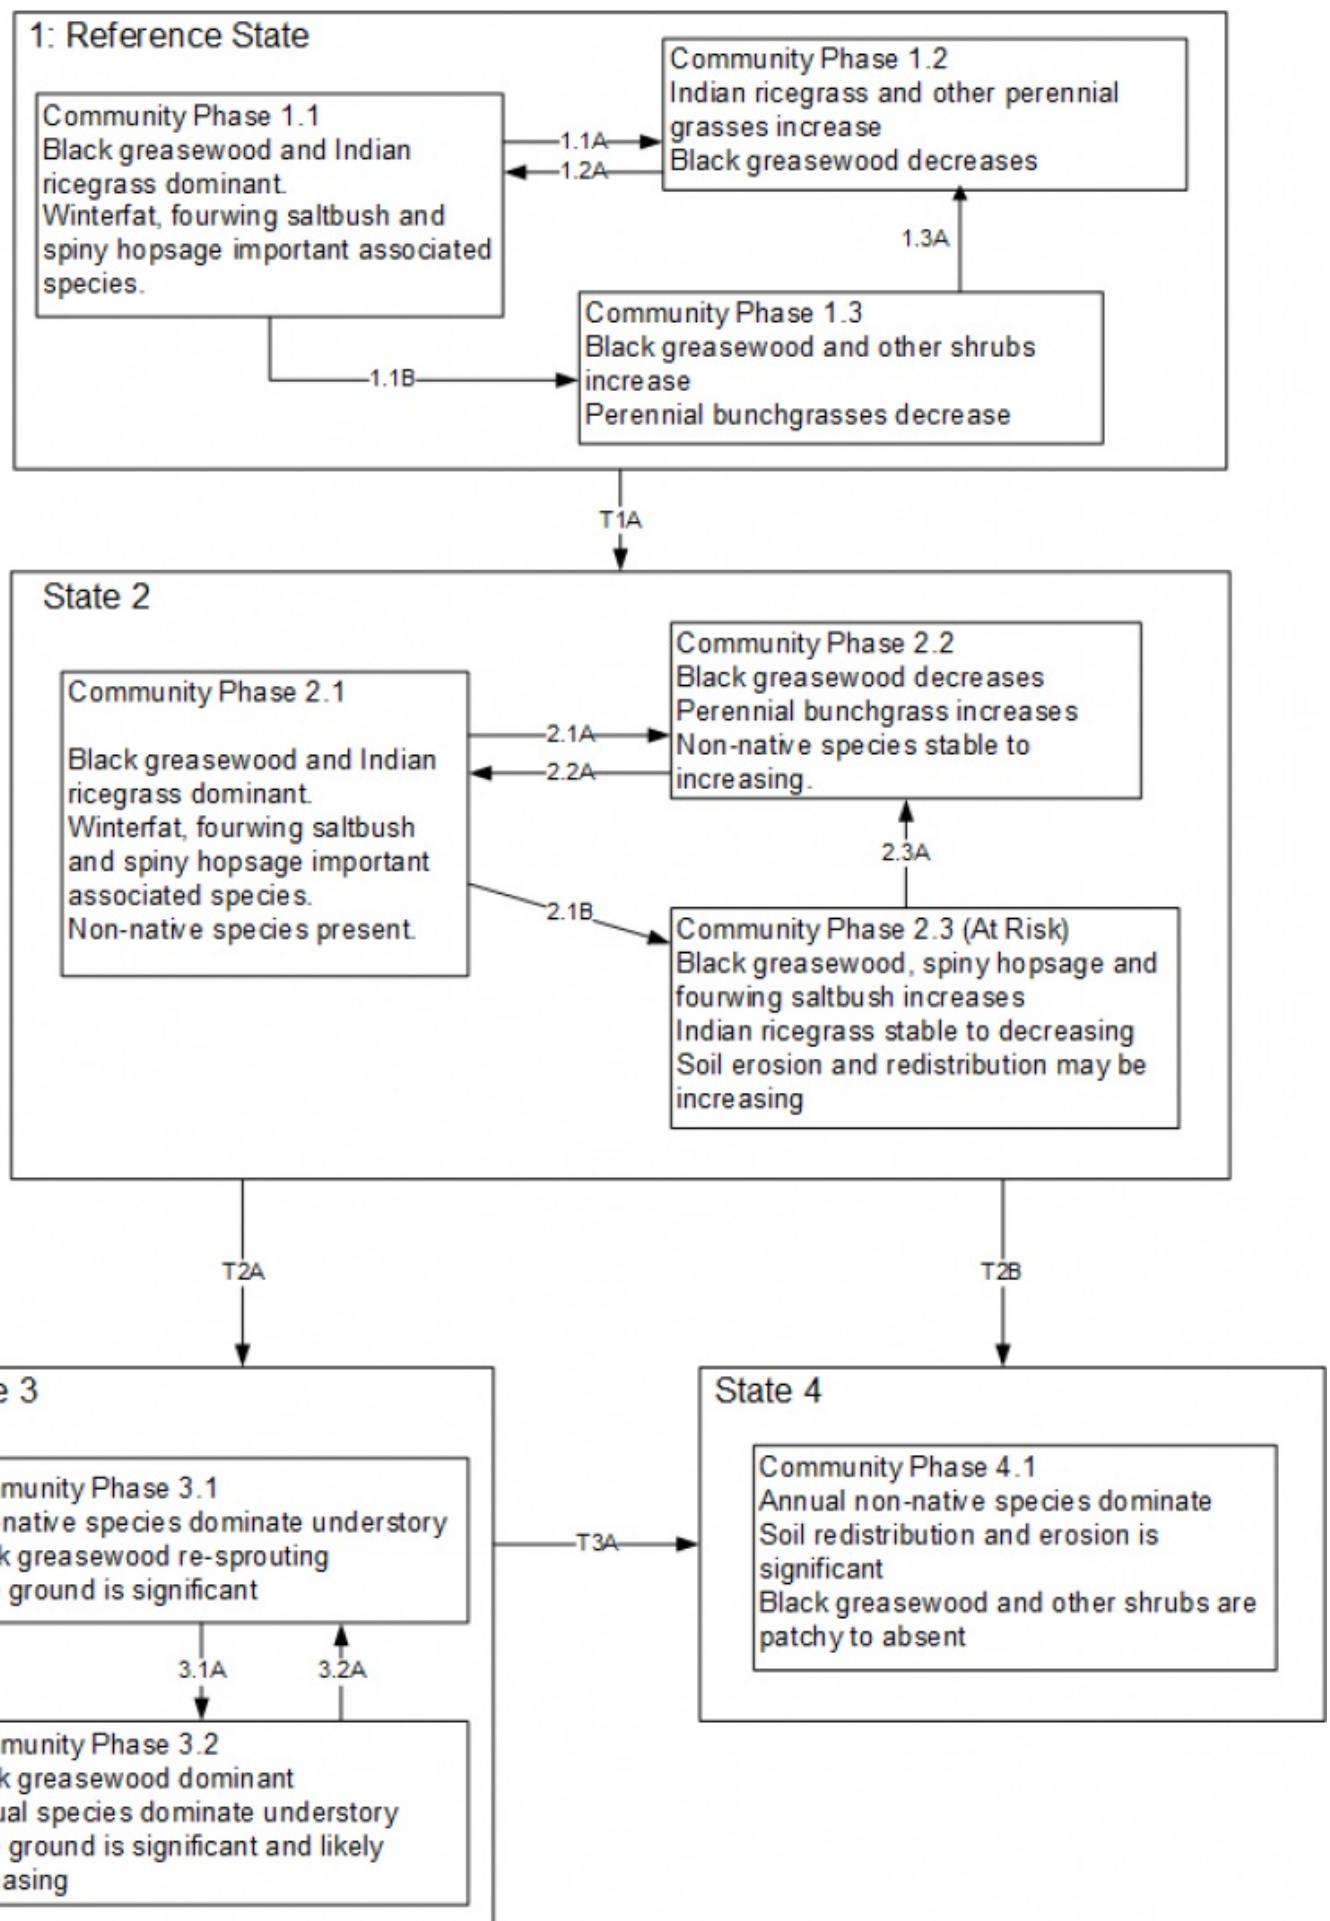 1: Reference State
Community Phase 1.1
Black greasewood and Indian
ricegrass dominant.
Winterfat, fourwing saltbush and
spiny hopsage important associated
species.
1.1A
1.2A
Community Phase 1.2
Indian ricegrass and other perennial
grasses increase
Black greasewood decreases
1.3A
1.1B
Community Phase 1.3
Black greasewood and other shrubs
increase
Perennial bunchgrasses decrease
T1A
State 2
Community Phase 2.1
Black greasewood and Indian
ricegrass dominant.
Winterfat, fourwing saltbush
and spiny hopsage important
associated species.
Non-native species present.
2.1A
2.2A
2.1B
Community Phase 2.2
Black greasewood decreases
Perennial bunchgrass increases
Non-native species stable to
increasing.
2.3A
Community Phase 2.3 (At Risk)
Black greasewood, spiny hopsage and
fourwing saltbush increases
Indian ricegrass stable to decreasing
Soil erosion and redistribution may be
increasing
T2A
T2B
e 3
munity Phase 3.1
-native species dominate understory
k greasewood re-sprouting
ground is significant
3.1A
3.2A
munity Phase 3.2
k greasewood dominant
ual species dominate understory
ground is significant and likely
asing
T3A
State 4
Community Phase 4.1
Annual non-native species dominate
Soil redistribution and erosion is
significant
Black greasewood and other shrubs are
patchy to absent